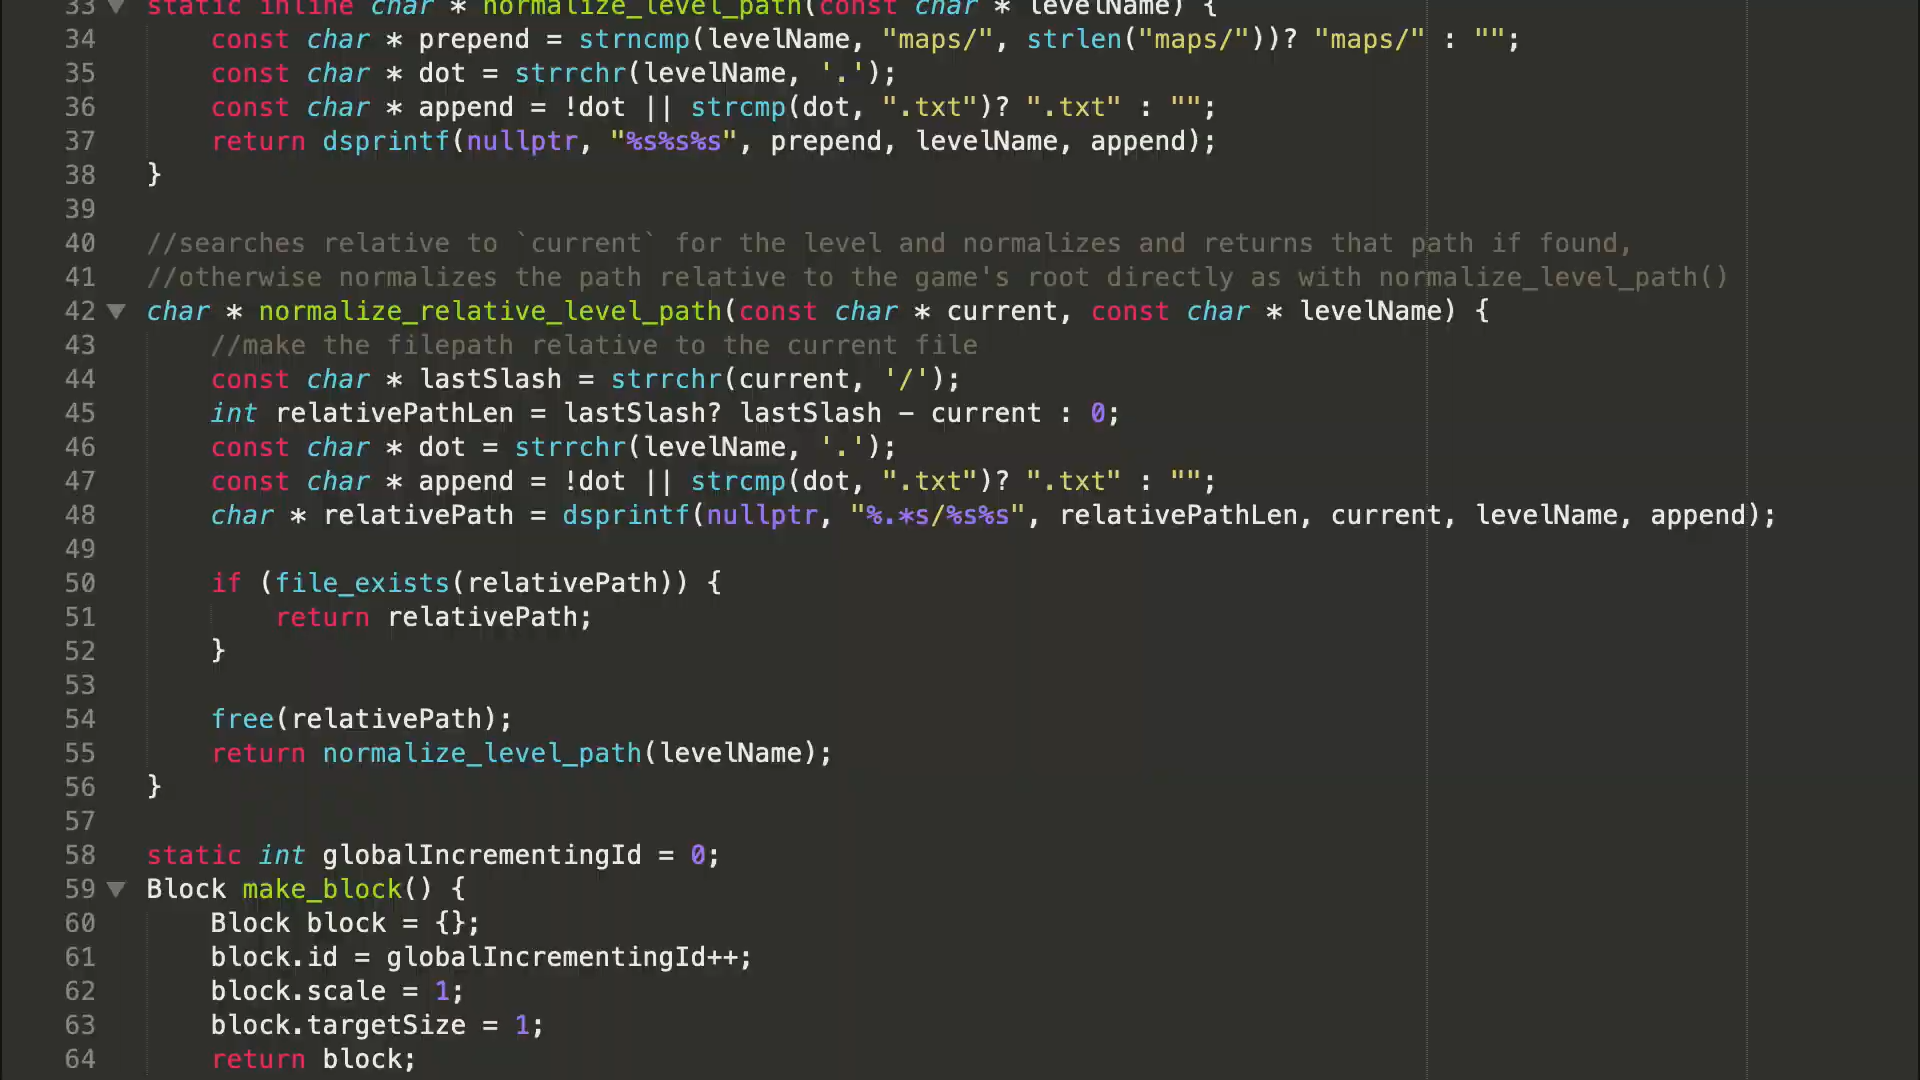 33 static inline char * normalize_level_path(const char * levelName) {
34 const char * prepend = strncmp(levelName, "maps/", strlen("maps/"))? "maps/" : "";
35 const char * dot = strrchr(levelName, '.');
36 const char * append = !dot || strcmp(dot, ".txt")? ".txt" : "";
37 return dsprintf(nullptr, "%s%s%s", prepend, levelName, append);
38 }
39
40 //searches relative to `current` for the level and normalizes and returns that path if found,
41 //otherwise normalizes the path relative to the game's root directly as with normalize_level_path()
42 char * normalize_relative_level_path(const char * current, const char * levelName) {
43 //make the filepath relative to the current file
44 const char * lastSlash = strrchr(current, '/');
45 int relativePathLen = lastSlash? lastSlash - current : 0;
46 const char * dot = strrchr(levelName, '.');
47 const char * append = !dot || strcmp(dot, ".txt")? ".txt" : "";
48 char * relativePath = dsprintf(nullptr, "%.*s/%s%s", relativePathLen, current, levelName, append);
49
50 if (file_exists(relativePath)) {
51 return relativePath;
52 }
53
54 free(relativePath);
55 return normalize_level_path(levelName);
56 }
57
58 static int globalIncrementingId = 0;
59 Block make_block() {
60 Block block = {};
61 block.id = globalIncrementingId++;
62 block.scale = 1;
63 block.targetSize = 1;
64 return block;